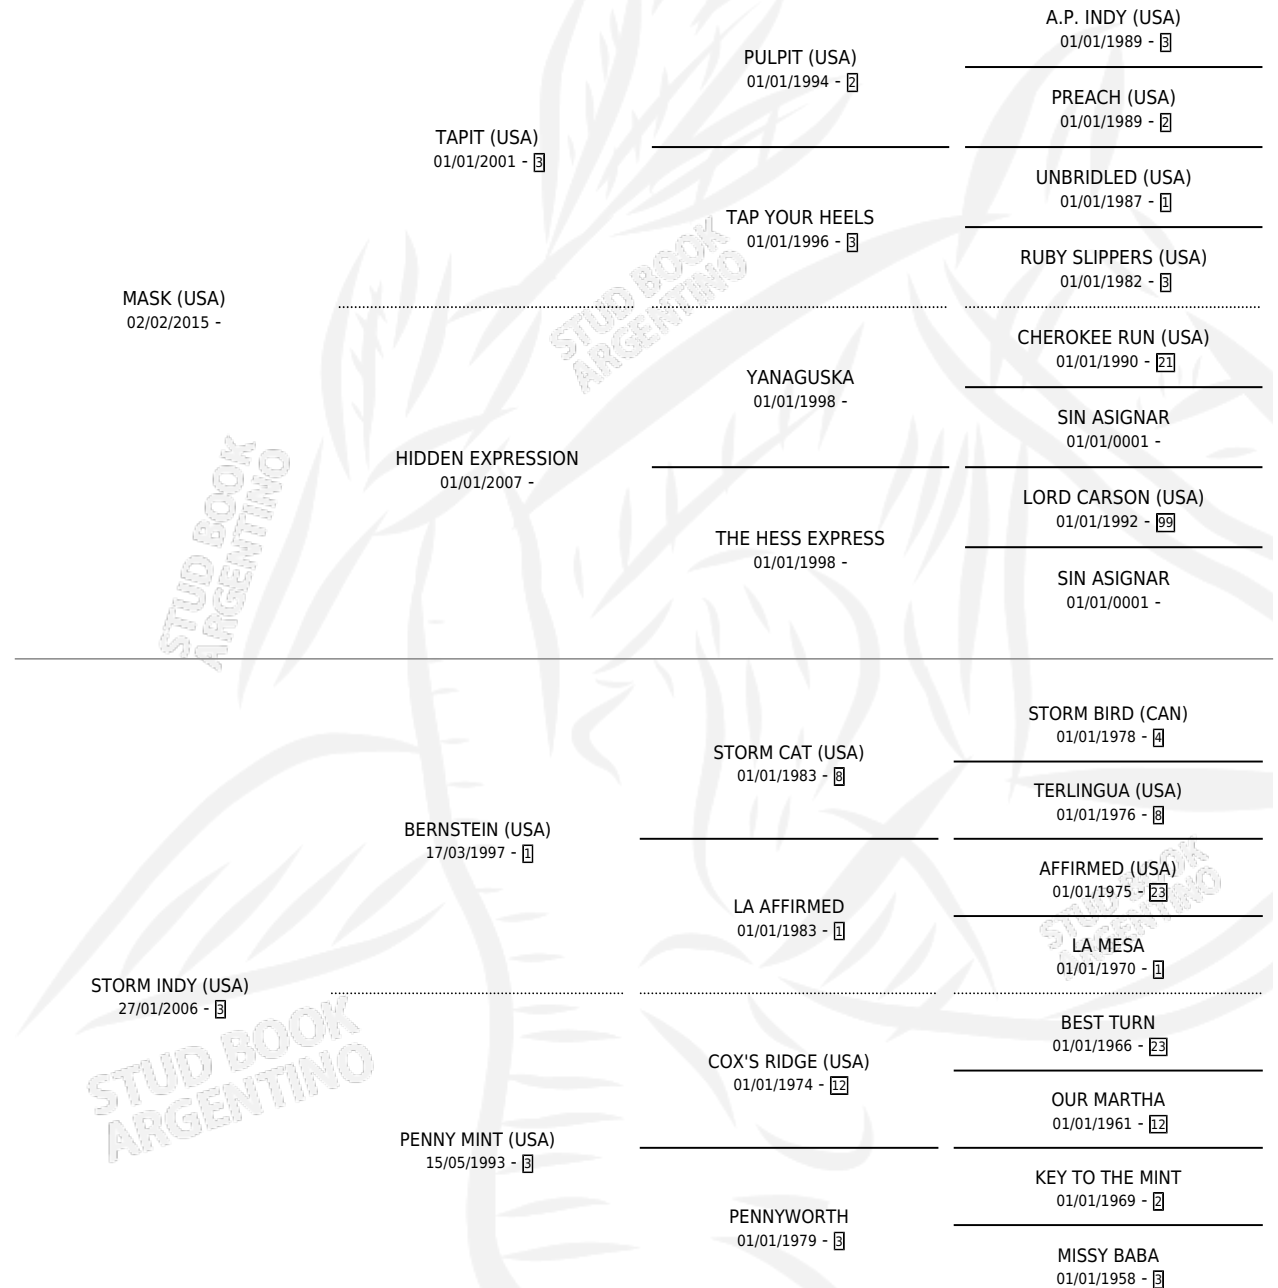 A.P. INDY (USA)
01/01/1989 - 3
PULPIT (USA)
01/01/1994 - 2
PREACH (USA)
01/01/1989 - 2
TAPIT (USA)
01/01/2001 - 3
UNBRIDLED (USA)
01/01/1987 - 1
TAP YOUR HEELS
01/01/1996 - 3
RUBY SLIPPERS (USA)
01/01/1982 - 3
MASK (USA)
02/02/2015 -
STUD BOOK
ARGENTINO
CHEROKEE RUN (USA)
01/01/1990 - 21
YANAGUSKA
01/01/1998 -
SIN ASIGNAR
01/01/0001 -
HIDDEN EXPRESSION
01/01/2007 -
LORD CARSON (USA)
01/01/1992 - 99
THE HESS EXPRESS
01/01/1998 -
SIN ASIGNAR
01/01/0001 -
STUD BOOK
ARGENTINO
STORM BIRD (CAN)
01/01/1978 - 4
STORM CAT (USA)
01/01/1983 - 8
TERLINGUA (USA)
01/01/1976 - 8
BERNSTEIN (USA)
17/03/1997 - 1
AFFIRMED (USA)
01/01/1975 - 23
LA AFFIRMED
01/01/1983 - 1
STUD BOOK
ARGENTINO
LA MESA
01/01/1970 - 1
STORM INDY (USA)
27/01/2006 - 3
BEST TURN
01/01/1966 - 23
COX'S RIDGE (USA)
01/01/1974 - 12
OUR MARTHA
01/01/1961 - 12
STUD BOOK
ARGENTINO
PENNY MINT (USA)
15/05/1993 - 3
KEY TO THE MINT
01/01/1969 - 2
PENNYWORTH
01/01/1979 - 3
MISSY BABA
01/01/1958 - 3